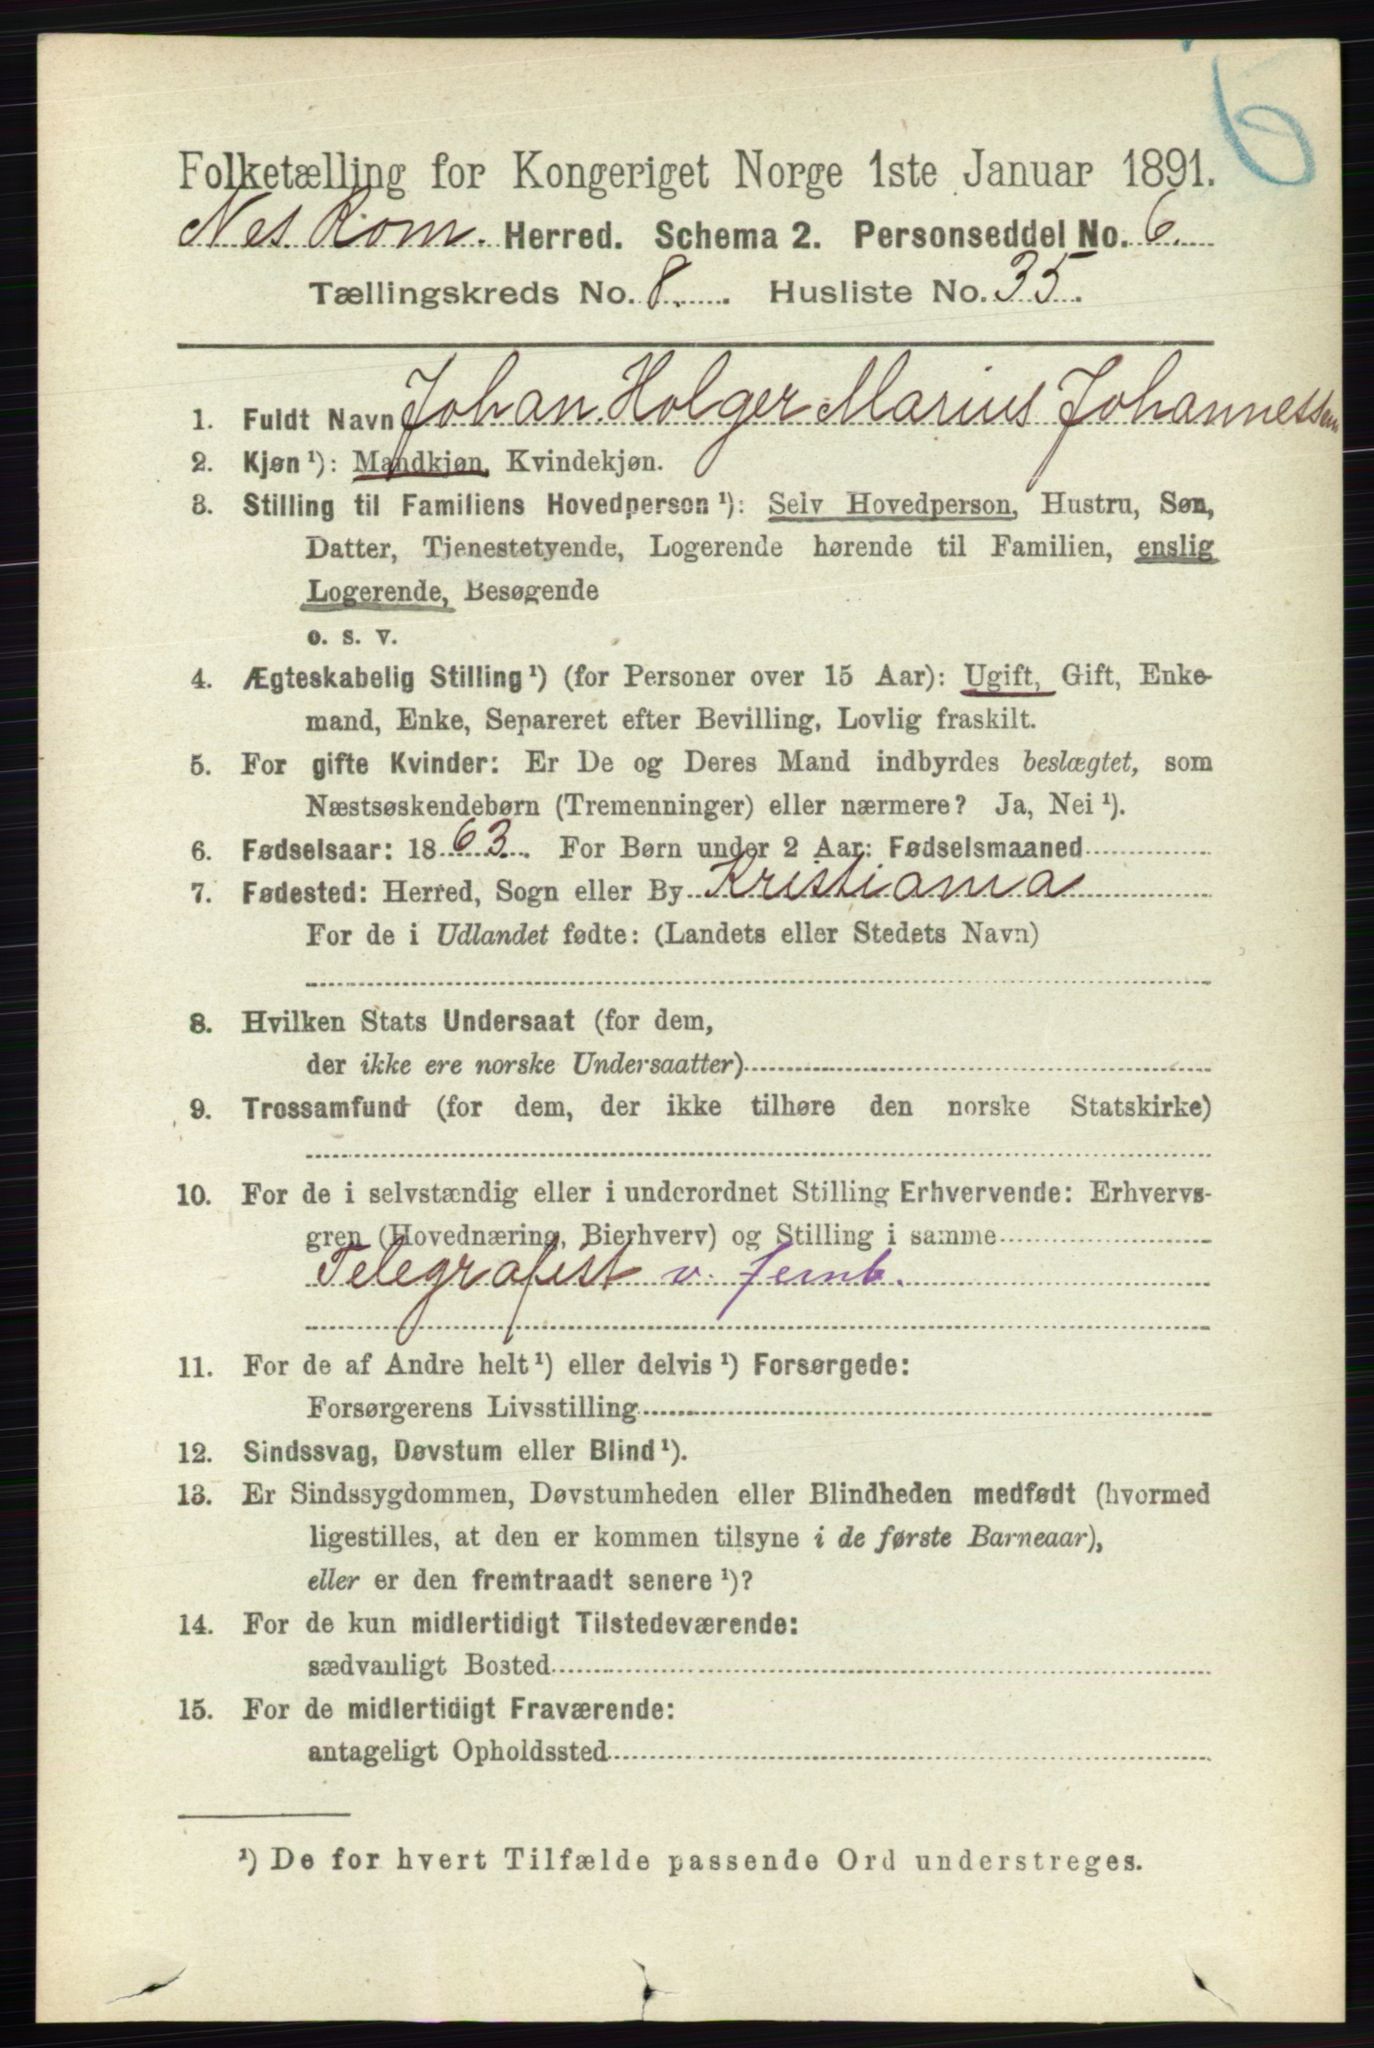 6
Folketælling for Kongeriget Norge 1ste Januar 1891.
Nes Rom. Herred. Schema 2. Personseddel No. 6.
Tællingskreds No. 8. Husliste No. 35.
1. Fuldt Navn Johan Holger Marius Johannessen
2. Kjøn ¹): Mandkjøn, Kvindekjøn.
3. Stilling til Familiens Hovedperson ¹): Selv Hovedperson, Hustru, Søn,
Datter, Tjenestetyende, Logerende hørende til Familien, enslig
Logerende, Besøgende
o. s. v.
4. Ægteskabelig Stilling ¹) (for Personer over 15 Aar): Ugift, Gift, Enke-
mand, Enke, Separeret efter Bevilling, Lovlig fraskilt.
5. For gifte Kvinder: Er De og Deres Mand indbyrdes beslægtet, som
Næstsøskendebørn (Tremenninger) eller nærmere? Ja, Nei ¹).
6. Fødselsaar: 1863. For Børn under 2 Aar: Fødselsmaaned
7. Fødested: Herred, Sogn eller By Kristiania
For de i Udlandet fødte: (Landets eller Stedets Navn)
8. Hvilken Stats Undersaat (for dem,
der ikke ere norske Undersaatter)
9. Trossamfund (for dem, der ikke tilhøre den norske Statskirke)
10. For de i selvstændig eller i underordnet Stilling Erhvervende: Erhvervs-
gren (Hovednæring, Bierhverv) og Stilling i samme
Telegrafist v. Jernb.
11. For de af Andre helt ¹) eller delvis ¹) Forsørgede:
Forsørgerens Livsstilling
12. Sindssvag, Døvstum eller Blind ¹).
13. Er Sindssygdommen, Døvstumheden eller Blindheden medfødt (hvormed
ligestilles, at den er kommen tilsyne i de første Barneaar),
eller er den fremtraadt senere ¹)?
14. For de kun midlertidigt Tilstedeværende:
sædvanligt Bosted
15. For de midlertidigt Fraværende:
antageligt Opholdssted
¹) De for hvert Tilfælde passende Ord understreges.